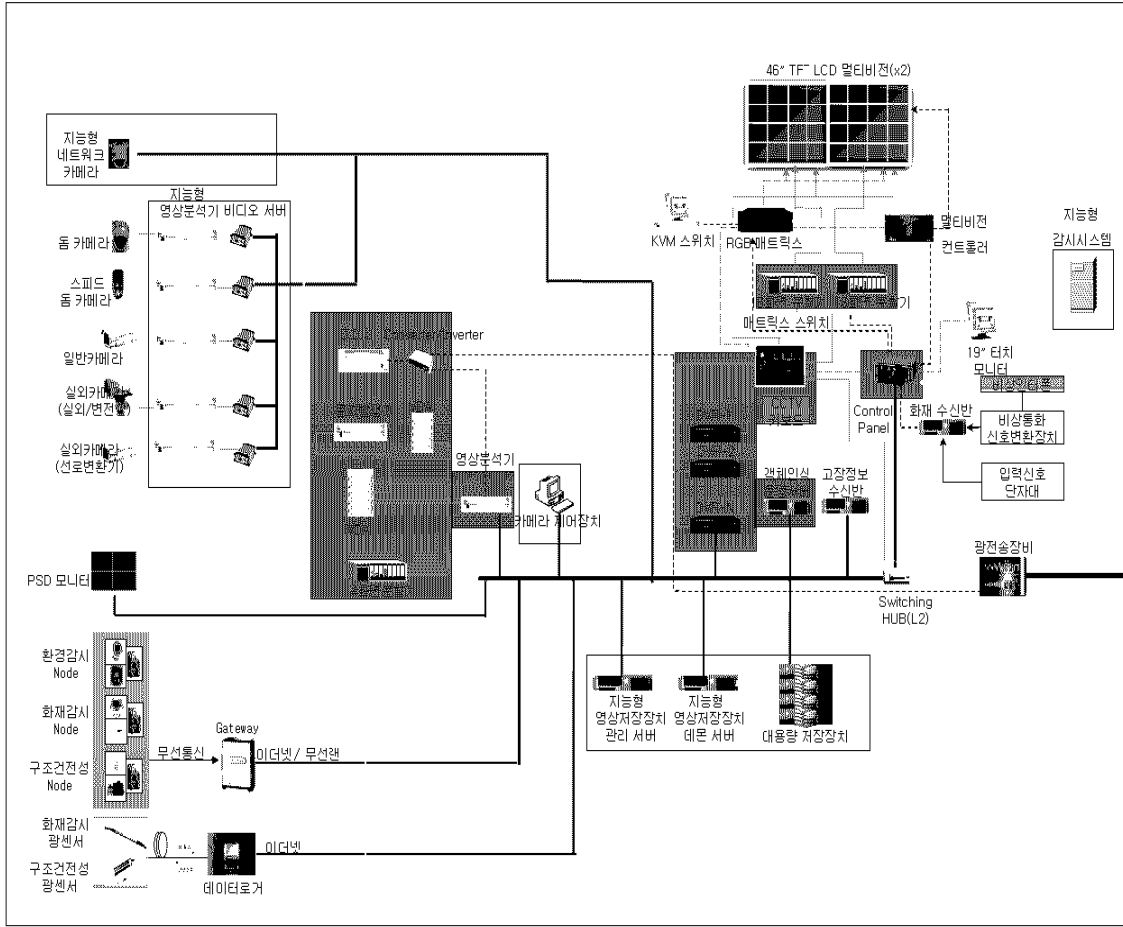 46" TFT LCD 멀티비전(x2)
지능형
네트워크
카메라
지능형
영상분석기 비디오 서버
돔 카메라
스피드
돔 카메라
일반카메라
실외카메라
(실외/변전)
실외카메라
(선로변환기)
KVM 스위치
RGB 매트릭스
멀티비전
컨트롤러
지능형
감시시스템
매트릭스 스위치
19" 터치
모니터
Control
Panel
화재 수신반
비상통화
신호변환장치
입력신호
단자대
영상분석기
카메라 제어장치
객체인식
고장정보
수신반
광전송장비
Switching
HUB(L2)
PSD 모니터
환경감시
Node
화재감시
Node
구조건전성
Node
무선통신
Gateway
이더넷/ 무선랜
지능형
영상저장장치
관리 서버
지능형
영상저장장치
데몬 서버
대용량 저장장치
화재감시
광센서
구조건전성
광센서
이더넷
데이터로거